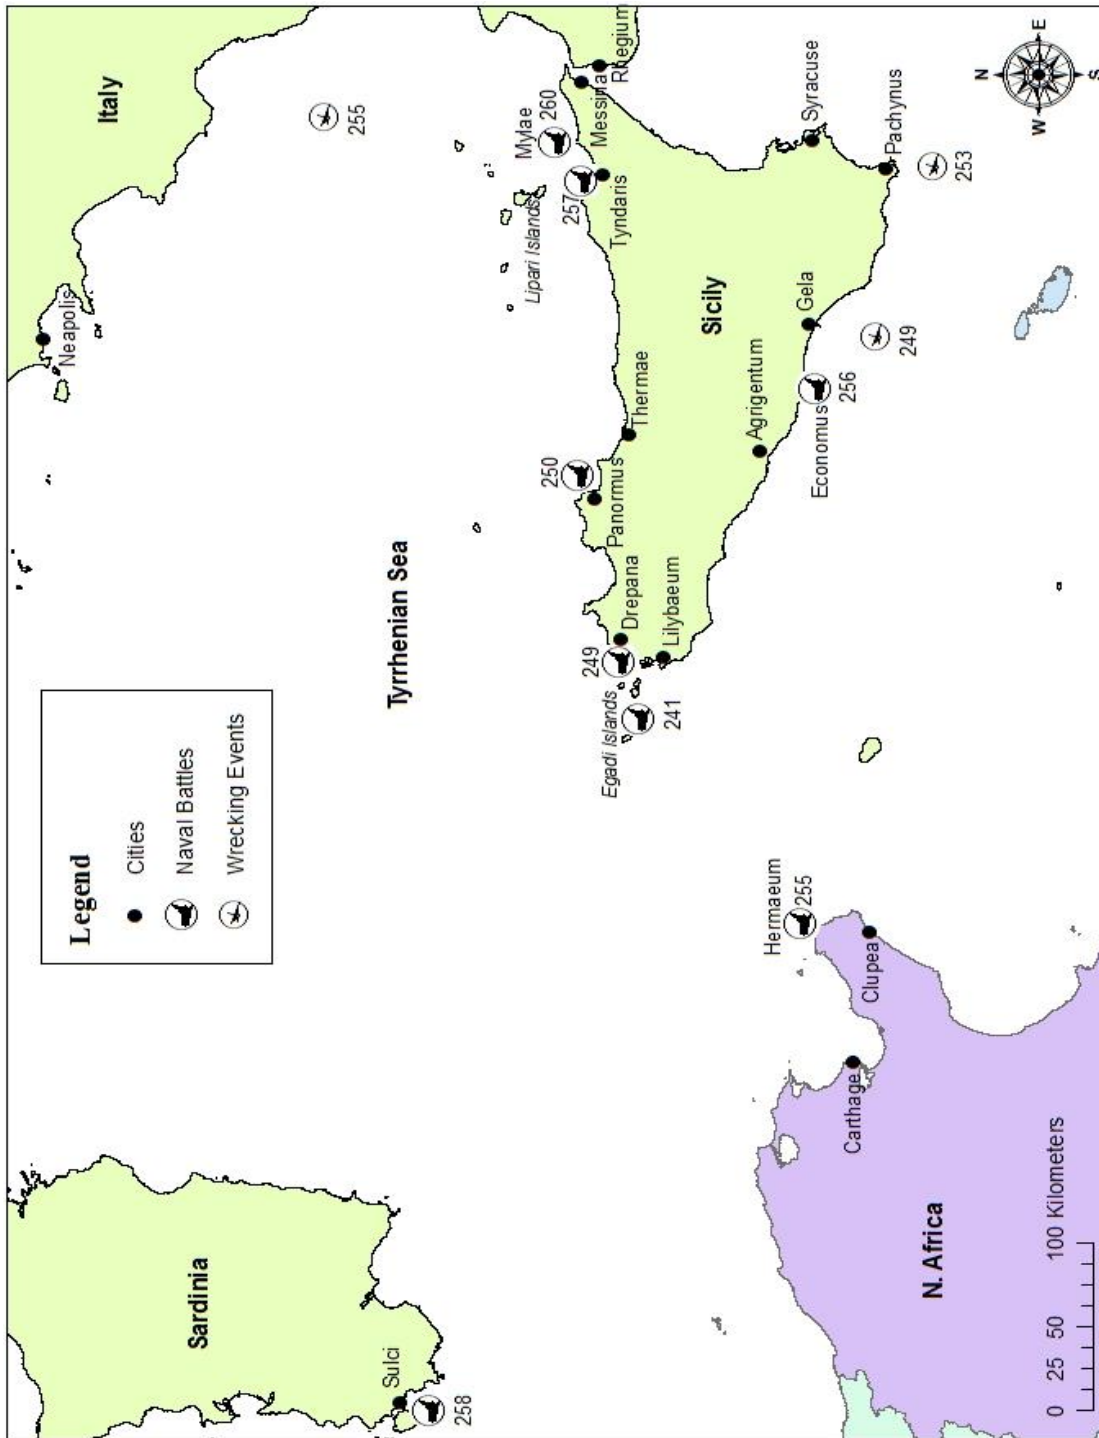 Legend
Cities
Naval Battles
Wrecking Events
Italy
Neapolis
255
Tyrrhenian Sea
Sardinia
Sulci
258
Mylae
260
Messina
Rhegium
257
Lipari Islands
Tyndaris
250
Panormus
Thermae
Sicily
249
Drepana
Lilybaeum
Egadi Islands
241
Agrigentum
Gela
Syracuse
Pachynus
253
249
Economus
256
Hermaeum
255
Clupea
Carthage
N. Africa
0 25 50 100 Kilometers
N
E
S
W